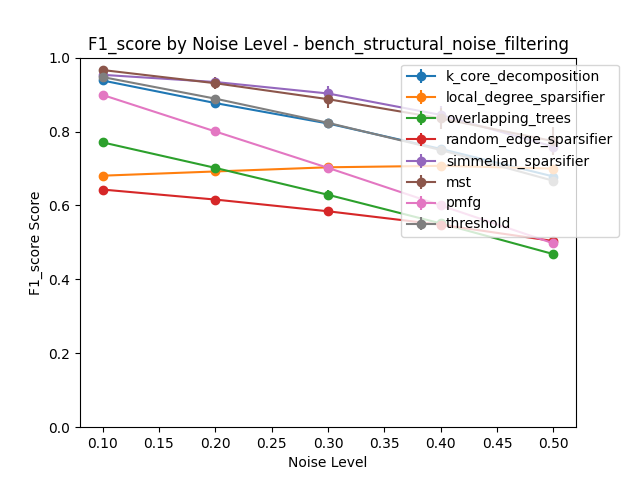 F1_score by Noise Level - bench_structural_noise_filtering
F1_score Score
1.0
0.8
0.6
0.4
0.2
0.0
k_core_decomposition
local_degree_sparsifier
overlapping_trees
random_edge_sparsifier
simmelian_sparsifier
mst
pmfg
threshold
0.10 0.15 0.20 0.25 0.30 0.35 0.40 0.45 0.50
Noise Level